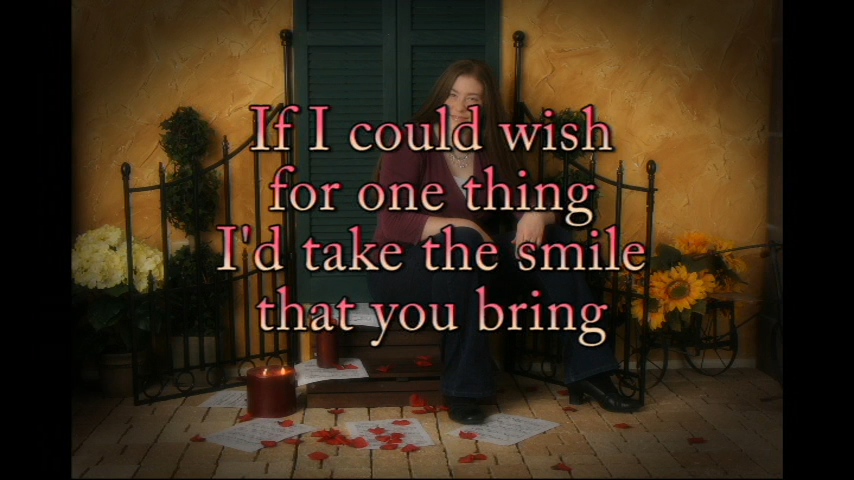 If I could wish
for one thing
I'd take the smile
that you bring